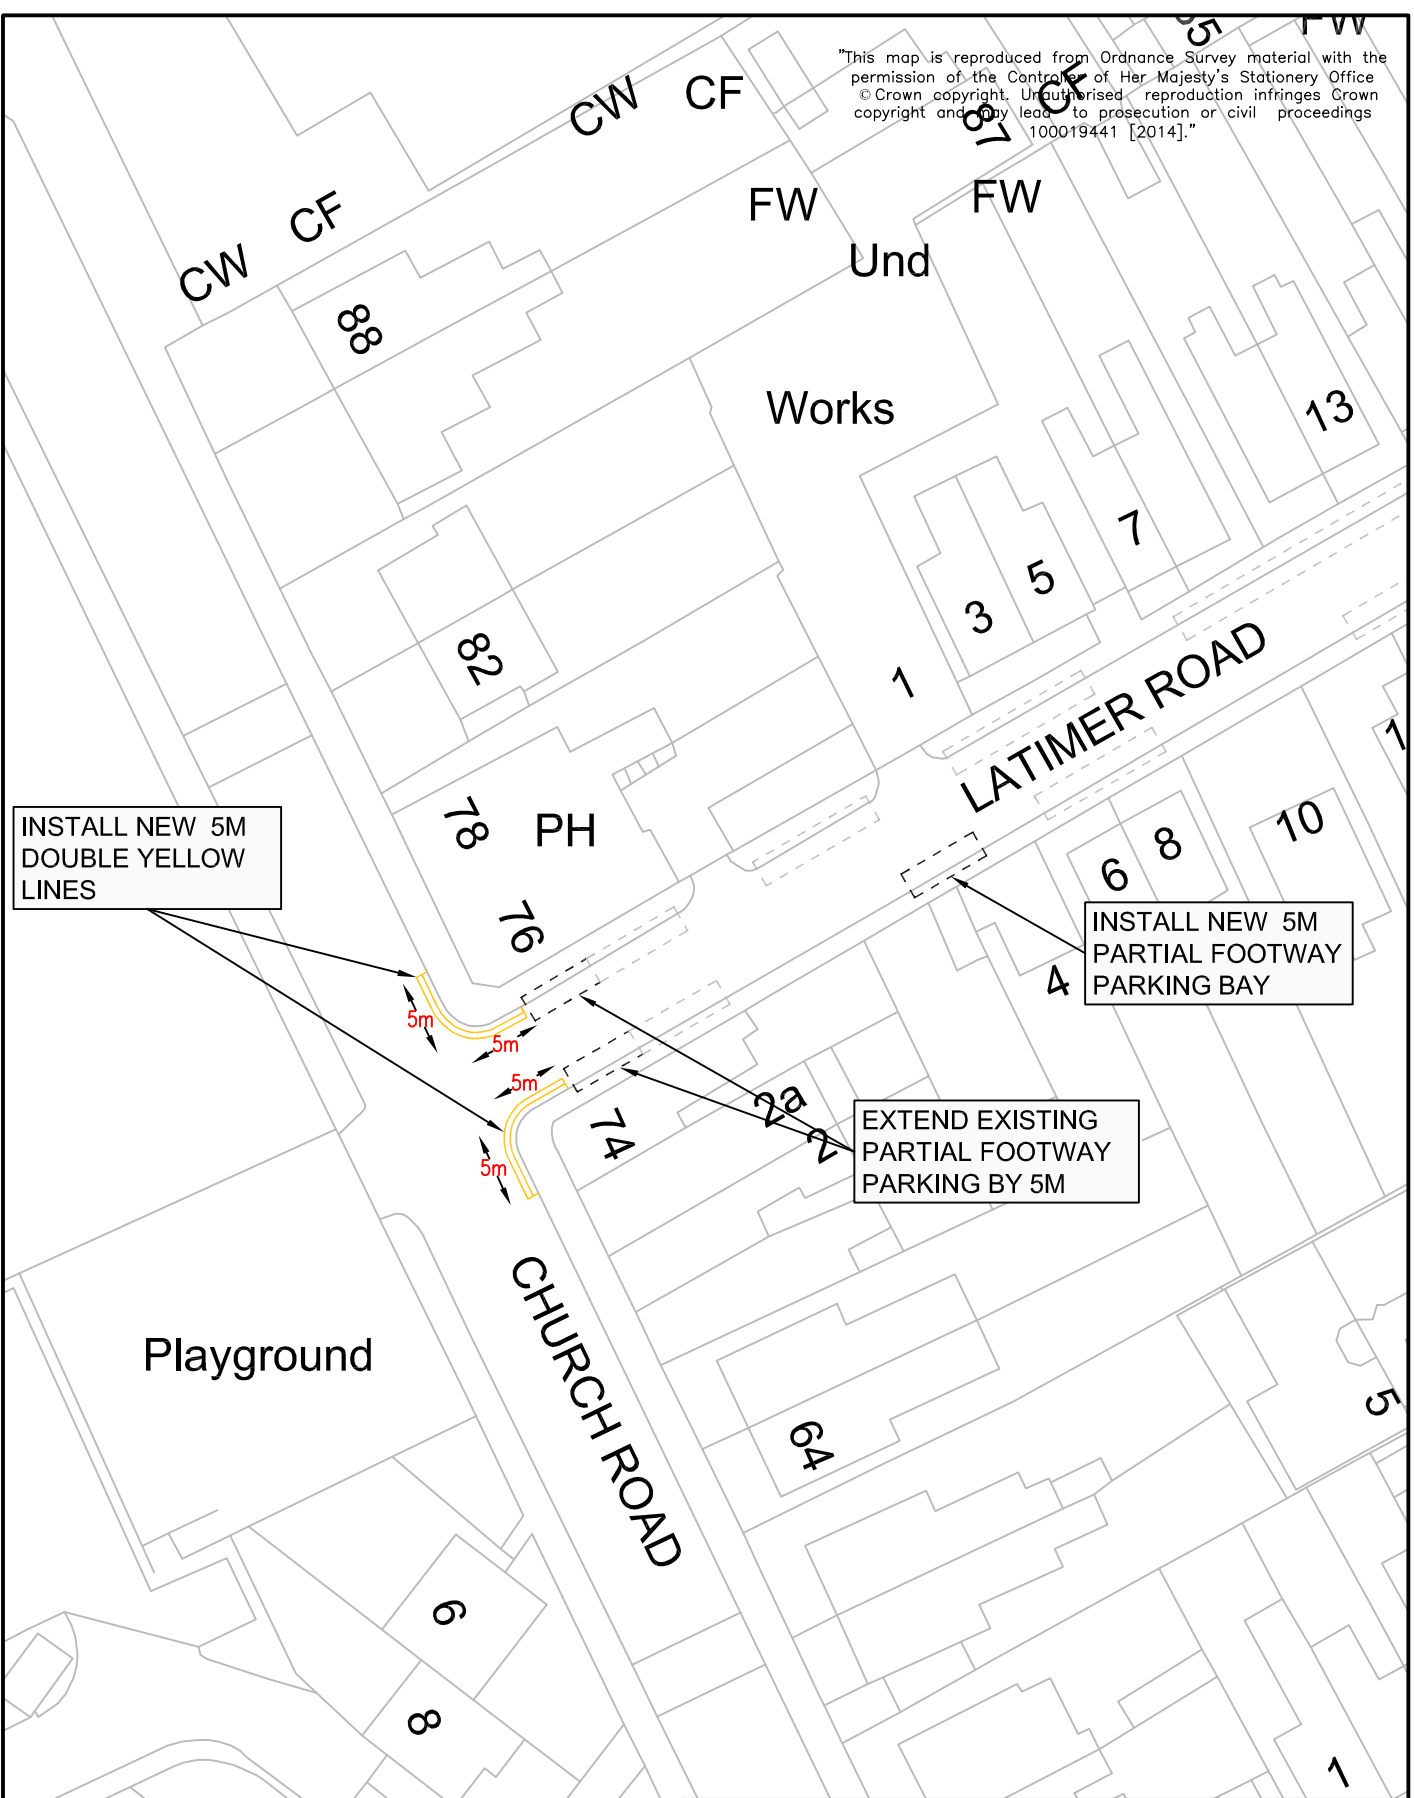 55
FW
"This map is reproduced from Ordnance Survey material with the
permission of the Controller of Her Majesty's Stationery Office
© Crown copyright. Unauthorised reproduction infringes Crown
copyright and may lead to prosecution or civil proceedings
100019441 [2014]."
CW CF
CF
87
CW CF
FW
FW
Und
88
Works
13
7
5
3
82
1
LATIMER ROAD
1
78
PH
76
10
8
6
4
INSTALL NEW 5M
DOUBLE YELLOW
LINES
INSTALL NEW 5M
PARTIAL FOOTWAY
PARKING BAY
5m
5m
5m
5m
74
2a
2
EXTEND EXISTING
PARTIAL FOOTWAY
PARKING BY 5M
CHURCH ROAD
Playground
64
5
6
8
1